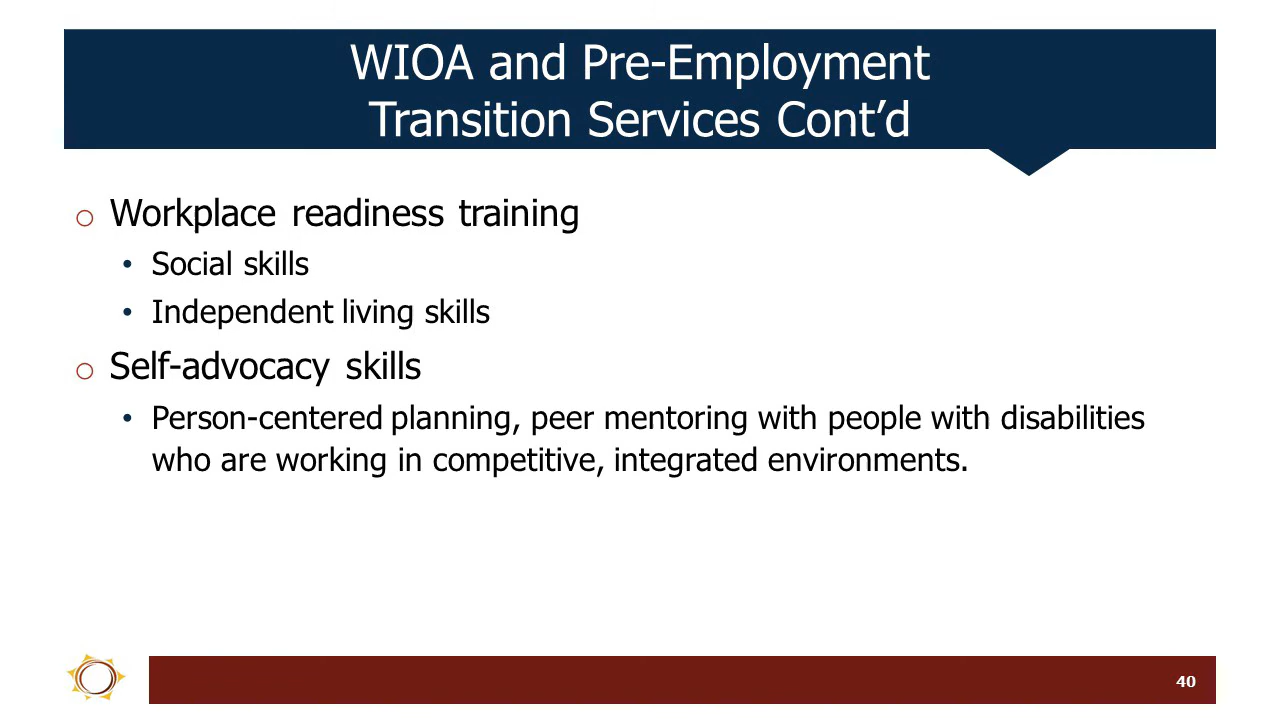 WIOA and Pre-Employment
Transition Services Cont’d
o Workplace readiness training
• Social skills
• Independent living skills
o Self-advocacy skills
• Person-centered planning, peer mentoring with people with disabilities
who are working in competitive, integrated environments.
40